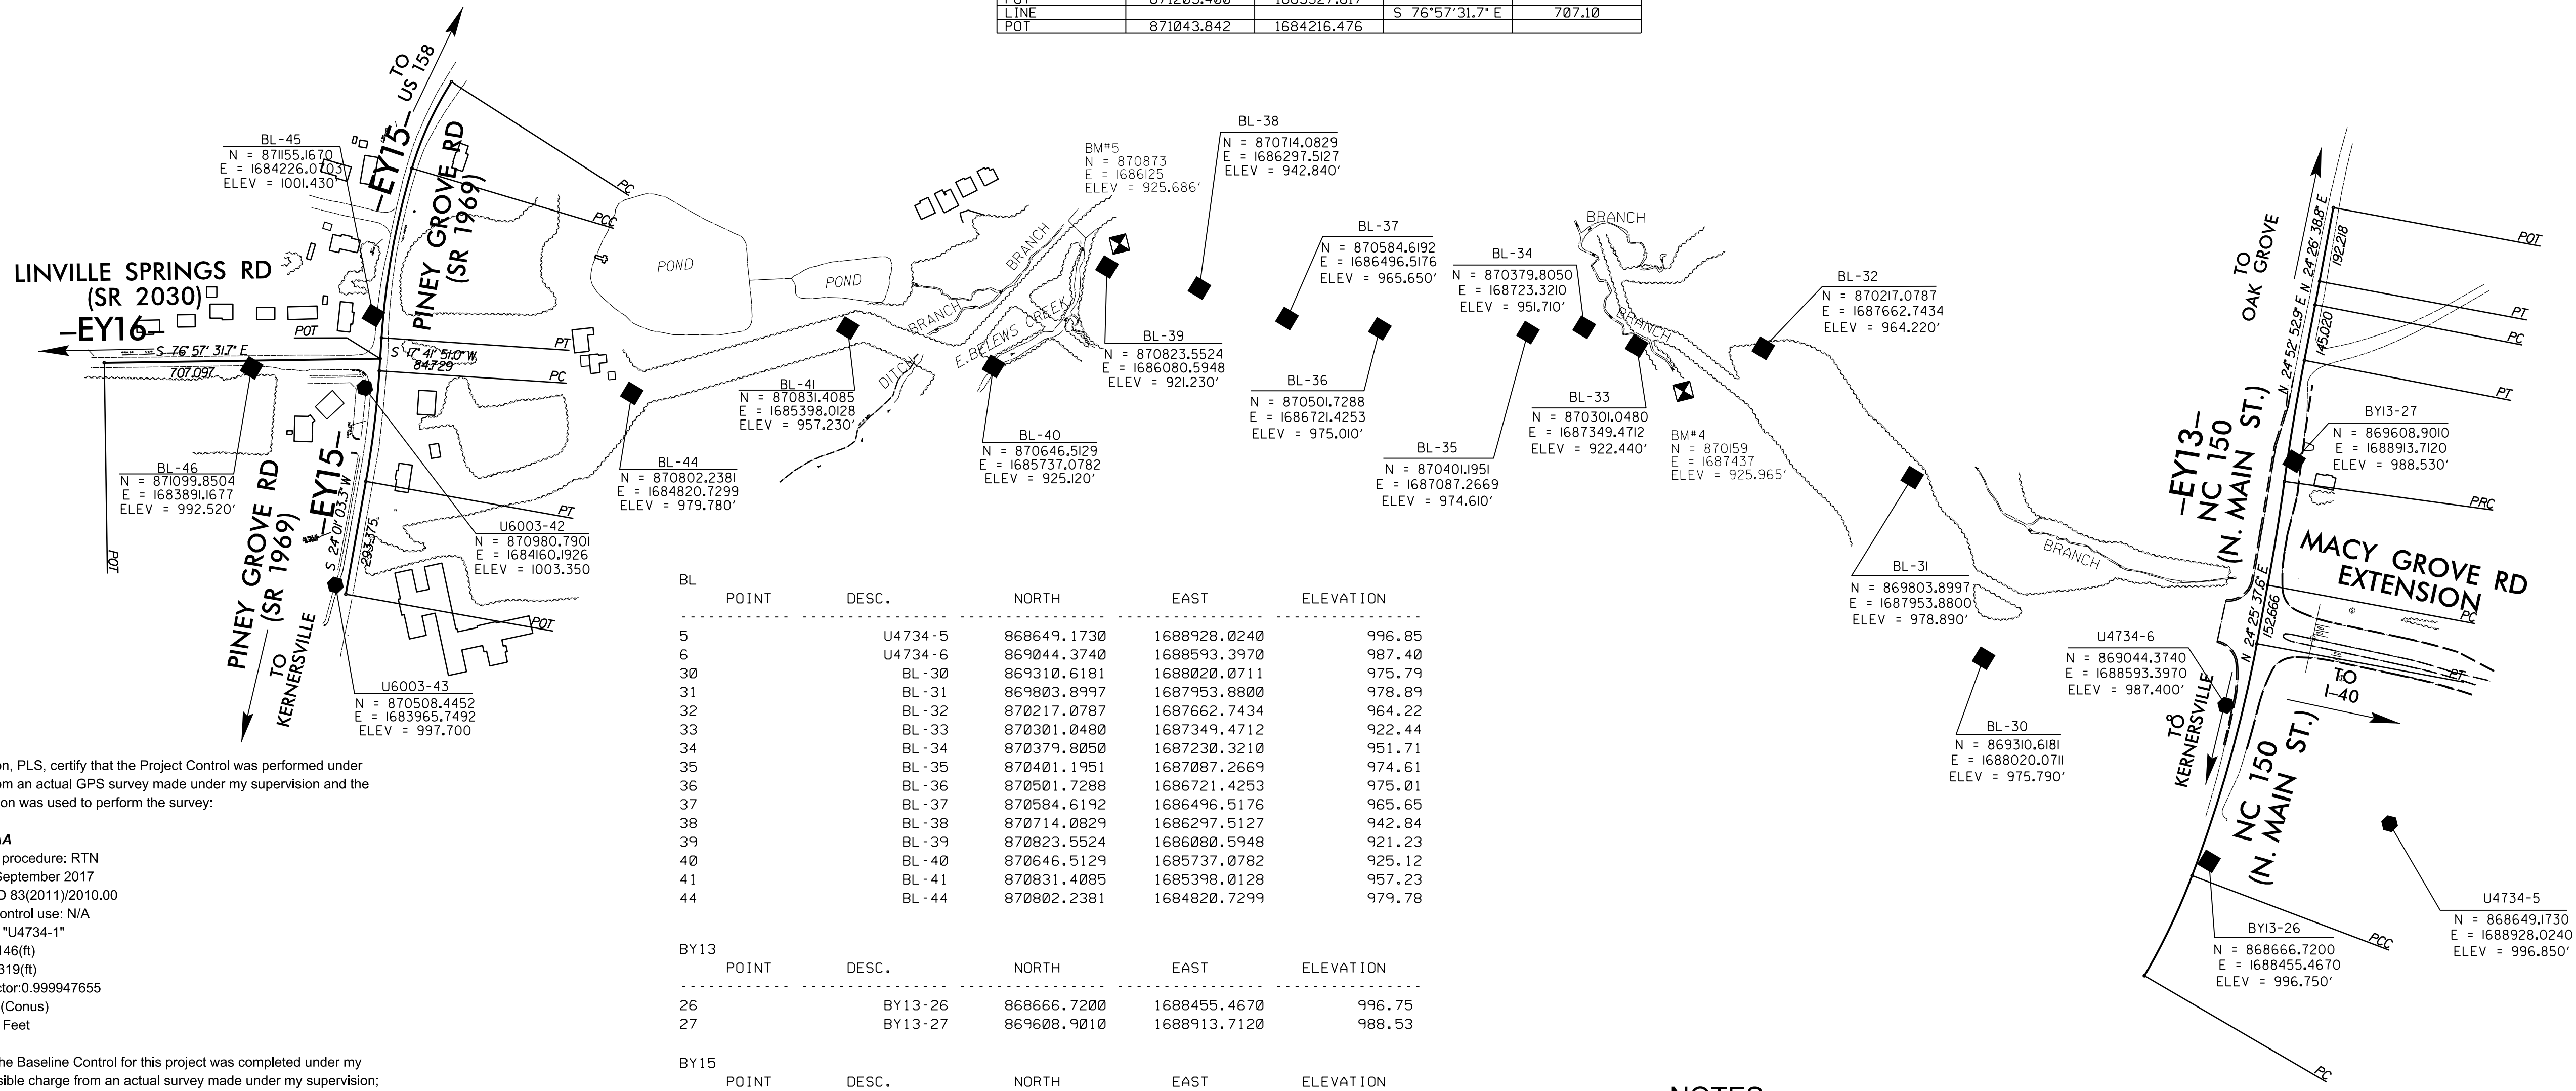 POT 871203.400 1683527.617
LINE S 76°57'31.7" E 707.10
POT 871043.842 1684216.476
TO
US 158
-EY15-
PINEY GROVE RD
(SR 1969)
BL-45
N = 871155.1670
E = 1684226.0703
ELEV = 1001.430'
PC
PCC
LINVILLE SPRINGS RD
(SR 2030)
-EY16-
POT
S 76°57'31.7" E
707.097
PT
S 17°41'51.0" W
84.729
PC
POND
POND
BRANCH
BRANCH
E. BELEWS CREEK
DITCH
BM#5
N = 870873
E = 1686125
ELEV = 925.686'
BL-38
N = 870714.0829
E = 1686297.5127
ELEV = 942.840'
BL-37
N = 870584.6192
E = 1686496.5176
ELEV = 965.650'
BL-34
N = 870379.8050
E = 168723.3210
ELEV = 951.710'
BRANCH
BRANCH
BL-32
N = 870217.0787
E = 1687662.7434
ELEV = 964.220'
BL-39
N = 870823.5524
E = 1686080.5948
ELEV = 921.230'
BL-36
N = 870501.7288
E = 1686721.4253
ELEV = 975.010'
BL-33
N = 870301.0480
E = 1687349.4712
ELEV = 922.440'
BL-41
N = 870831.4085
E = 1685398.0128
ELEV = 957.230'
BL-40
N = 870646.5129
E = 1685737.0782
ELEV = 925.120'
BL-35
N = 870401.1951
E = 1687087.2669
ELEV = 974.610'
BM#4
N = 870159
E = 1687437
ELEV = 925.965'
BL-44
N = 870802.2381
E = 1684820.7299
ELEV = 979.780'
BL-46
N = 871099.8504
E = 1683891.1677
ELEV = 992.520'
POT
-EY15-
PINEY GROVE RD
(SR 1969)
S 24°01'03.3" W
293.375
PT
U6003-42
N = 870980.7901
E = 1684160.1926
ELEV = 1003.350
POT
TO
KERNERSVILLE
U6003-43
N = 870508.4452
E = 1683965.7492
ELEV = 997.700
TO
OAK GROVE
N 24°26'38.8" E
192.218
POT
PT
PC
N 24°52'52.9" E
145.020
PT
-EY13-
NC 150
(N. MAIN ST.)
BY13-27
N = 869608.9010
E = 1688913.7120
ELEV = 988.530'
PRC
MACY GROVE RD
EXTENSION
BRANCH
PC
N 24°25'37.6" E
152.666
PT
TO
I-40
BL-31
N = 869803.8997
E = 1687953.8800
ELEV = 978.890'
U4734-6
N = 869044.3740
E = 1688593.3970
ELEV = 987.400'
BL-30
N = 869310.6181
E = 1688020.0711
ELEV = 975.790'
TO
KERNERSVILLE
NC 150
(N. MAIN ST.)
U4734-5
N = 868649.1730
E = 1688928.0240
ELEV = 996.850'
BY13-26
N = 868666.7200
E = 1688455.4670
ELEV = 996.750'
PCC
PC
BL
POINT DESC. NORTH EAST ELEVATION
5 U4734-5 868649.1730 1688928.0240 996.85
6 U4734-6 869044.3740 1688593.3970 987.40
30 BL-30 869310.6181 1688020.0711 975.79
31 BL-31 869803.8997 1687953.8800 978.89
32 BL-32 870217.0787 1687662.7434 964.22
33 BL-33 870301.0480 1687349.4712 922.44
34 BL-34 870379.8050 1687230.3210 951.71
35 BL-35 870401.1951 1687087.2669 974.61
36 BL-36 870501.7288 1686721.4253 975.01
37 BL-37 870584.6192 1686496.5176 965.65
38 BL-38 870714.0829 1686297.5127 942.84
39 BL-39 870823.5524 1686080.5948 921.23
40 BL-40 870646.5129 1685737.0782 925.12
41 BL-41 870831.4085 1685398.0128 957.23
44 BL-44 870802.2381 1684820.7299 979.78
BY13
POINT DESC. NORTH EAST ELEVATION
26 BY13-26 868666.7200 1688455.4670 996.75
27 BY13-27 869608.9010 1688913.7120 988.53
BY15
POINT DESC. NORTH EAST ELEVATION
on, PLS, certify that the Project Control was performed under
om an actual GPS survey made under my supervision and the
ion was used to perform the survey:
AA
procedure: RTN
September 2017
D 83(2011)/2010.00
ontrol use: N/A
"U4734-1"
146(ft)
319(ft)
ctor:0.999947655
(Conus)
Feet
he Baseline Control for this project was completed under my
sible charge from an actual survey made under my supervision;
NOTES